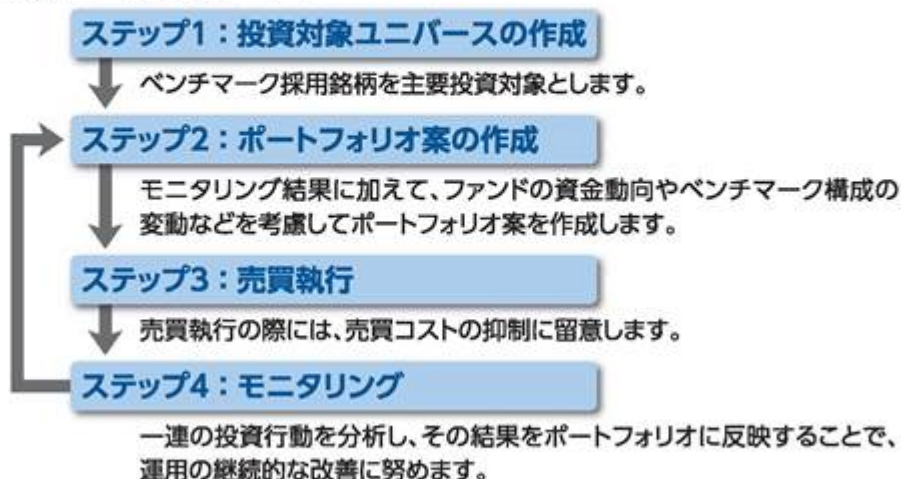 ステップ1：投資対象ユニバースの作成
ベンチマーク採用銘柄を主要投資対象とします。
ステップ2：ポートフォリオ案の作成
モニタリング結果に加えて、ファンドの資金動向やベンチマーク構成の
変動などを考慮してポートフォリオ案を作成します。
ステップ3：売買執行
売買執行の際には、売買コストの抑制に留意します。
ステップ4：モニタリング
一連の投資行動を分析し、その結果をポートフォリオに反映することで、
運用の継続的な改善に努めます。